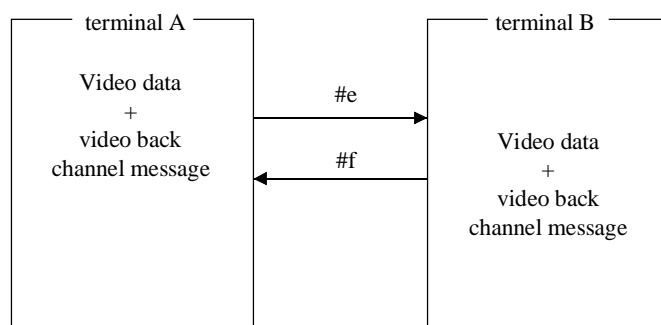 terminal A
terminal B
Video data
+
video back
channel message
#e
#f
Video data
+
video back
channel message